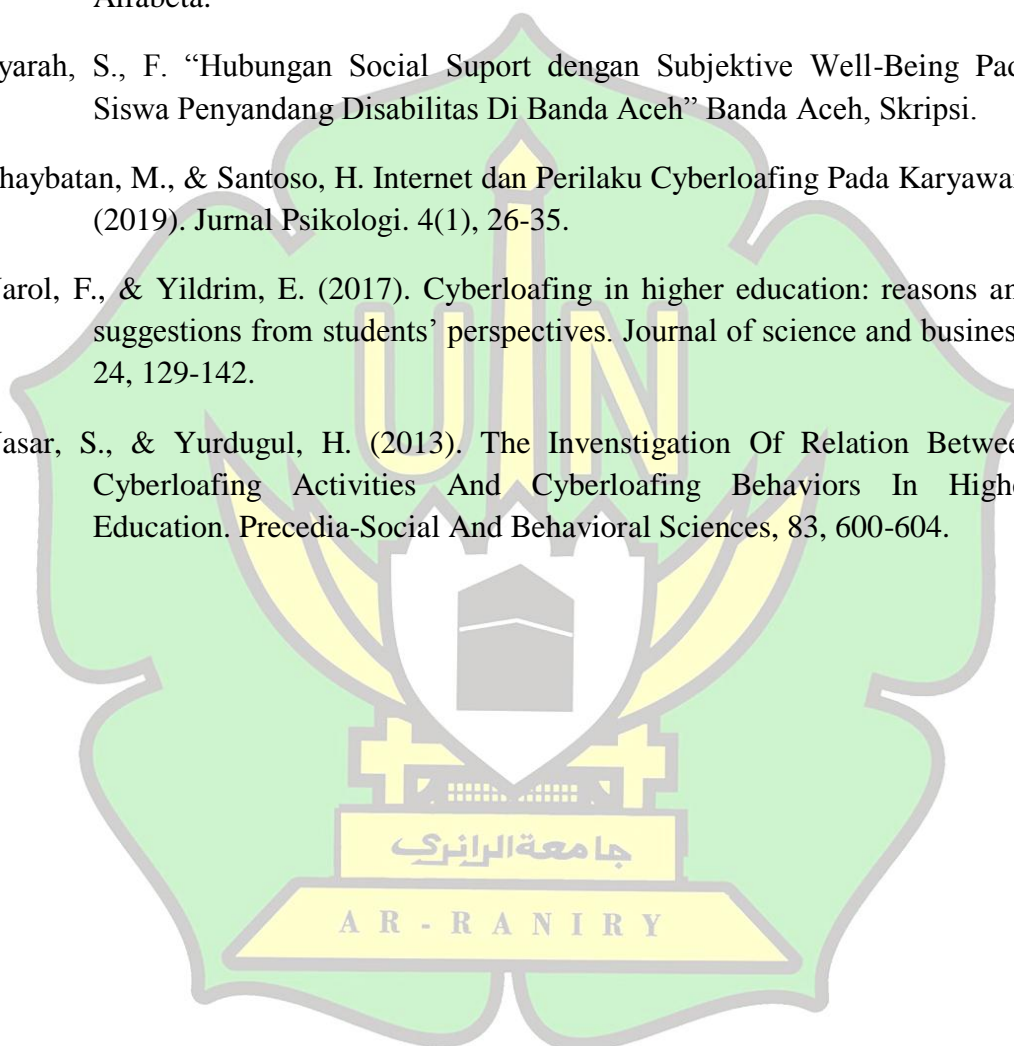 Alfabeta.
yarah, S., F. “Hubungan Social Suport dengan Subjektive Well-Being Pad
Siswa Penyandang Disabilitas Di Banda Aceh” Banda Aceh, Skripsi.
haybatan, M., & Santoso, H. Internet dan Perilaku Cyberloafing Pada Karyawan
(2019). Jurnal Psikologi. 4(1), 26-35.
arol, F., & Yildrim, E. (2017). Cyberloafing in higher education: reasons an
suggestions from students’ perspectives. Journal of science and busines
24, 129-142.
asar, S., & Yurdugul, H. (2013). The Invenstigation Of Relation Betwee
Cyberloafing Activities And Cyberloafing Behaviors In Highe
Education. Precedia-Social And Behavioral Sciences, 83, 600-604.
UIN
جامعة الرانري
AR-RANIRY